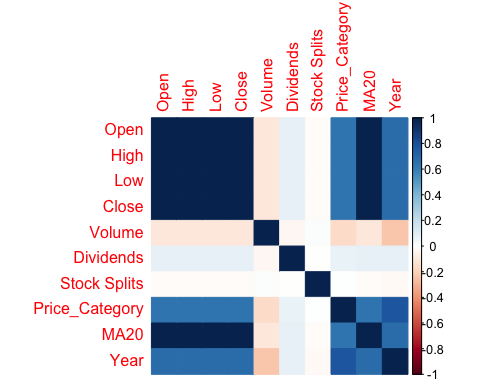 Open
High
Low
Close
Volume
Dividends
Stock Splits
Price_Category
MA20
Year
Open
High
Low
Close
Volume
Dividends
Stock Splits
Price_Category
MA20
Year
1
0.8
0.6
0.4
0.2
0
-0.2
-0.4
-0.6
-0.8
-1